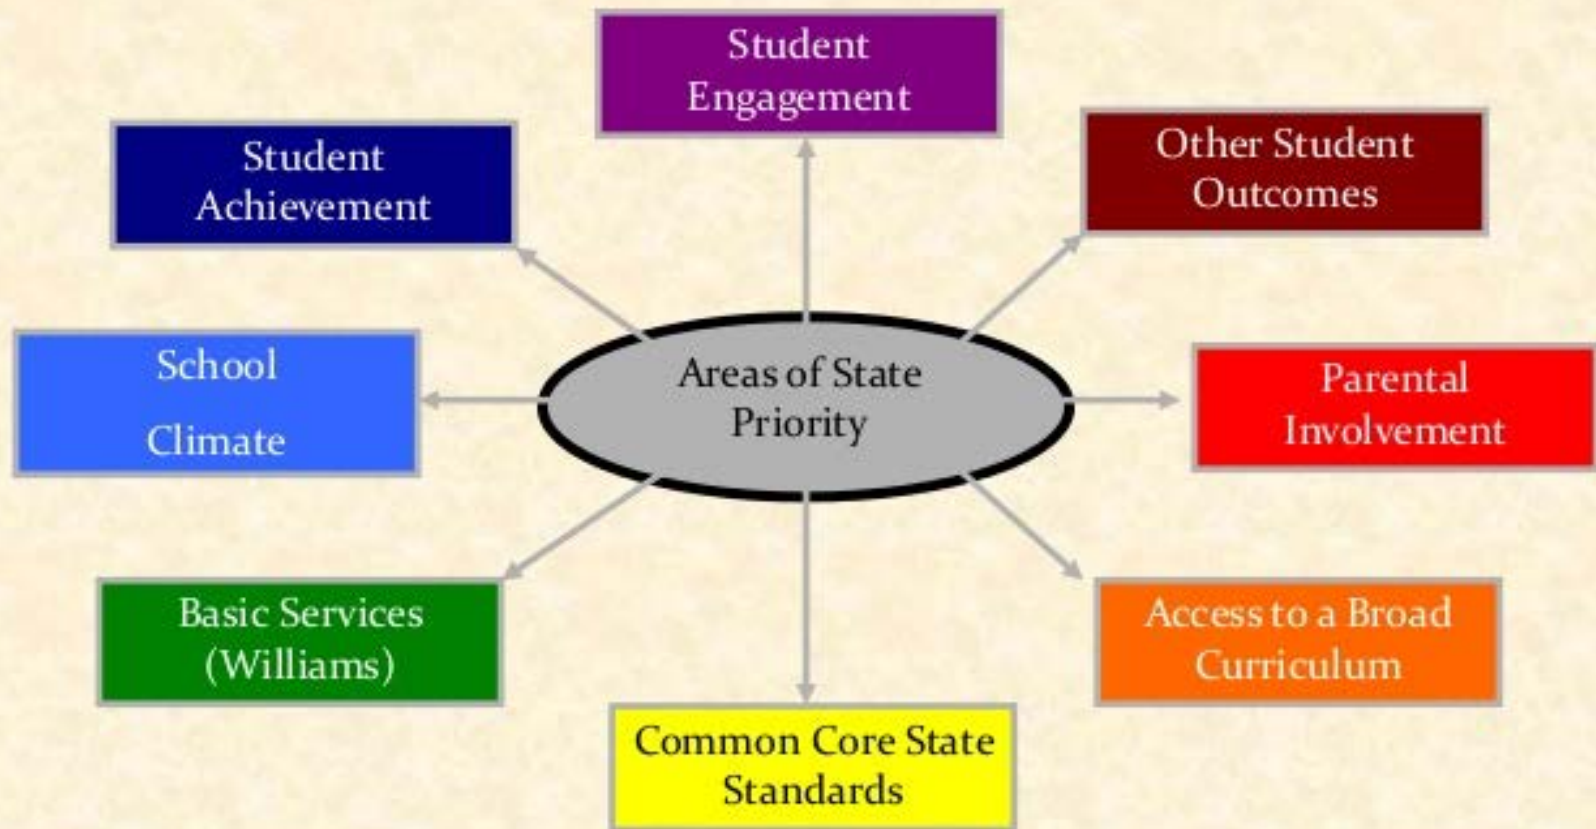 Student
Engagement
Student
Achievement
Other Student
Outcomes
School
Climate
Areas of State
Priority
Parental
Involvement
Basic Services
(Williams)
Access to a Broad
Curriculum
Common Core State
Standards